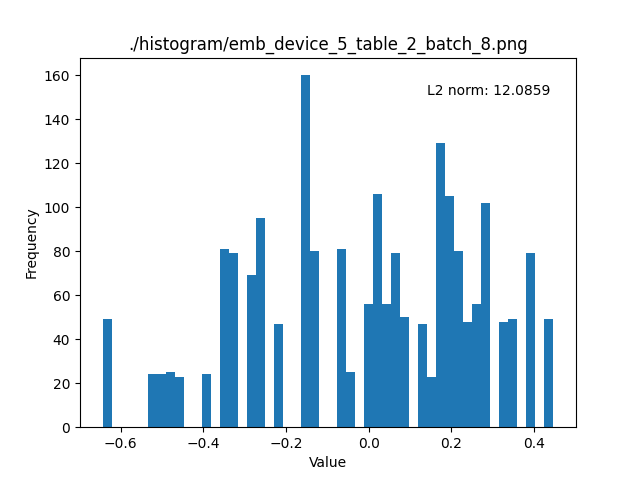 ./histogram/emb_device_5_table_2_batch_8.png
L2 norm: 12.0859
160
140
120
100
80
60
40
20
0
Frequency
−0.6 −0.4 −0.2 0.0 0.2 0.4
Value